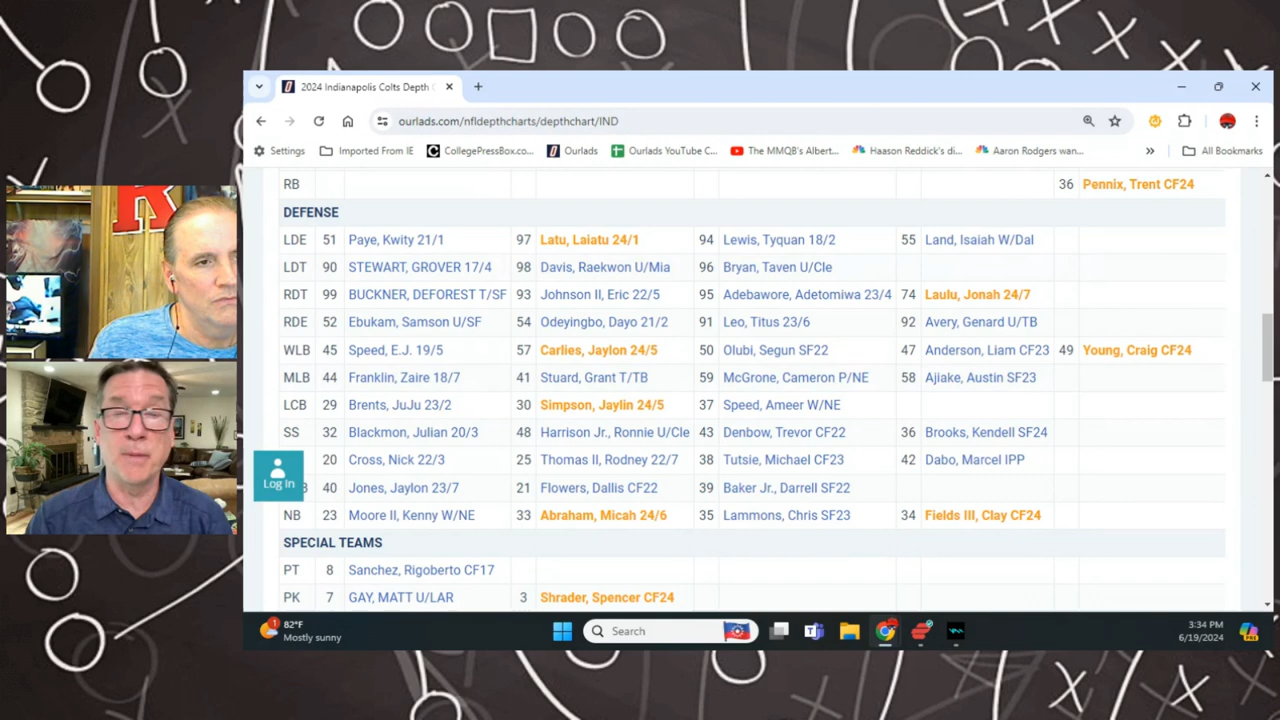 2024 Indianapolis Colts Depth C
ourlads.com/nfldepthcharts/depthchart/IND
Settings Imported From IE CollegePressBox.co... Ourlads Ourlads YouTube C... The MMQB's Albert... Haason Reddick's di... Aaron Rodgers wan... » All Bookmarks
RB 36 Pennix, Trent CF24
DEFENSE
LDE 51 Paye, Kwity 21/1 97 Latu, Laiatu 24/1 94 Lewis, Tyquan 18/2 55 Land, Isaiah W/Dal
LDT 90 STEWART, GROVER 17/4 98 Davis, Raekwon U/Mia 96 Bryan, Taven U/Cle
RDT 99 BUCKNER, DEFOREST T/SF 93 Johnson II, Eric 22/5 95 Adebawore, Adetomiwa 23/4 74 Laulu, Jonah 24/7
RDE 52 Ebukam, Samson U/SF 54 Odeyingbo, Dayo 21/2 91 Leo, Titus 23/6 92 Avery, Genard U/TB
WLB 45 Speed, E.J. 19/5 57 Carlies, Jaylon 24/5 50 Olubi, Segun SF22 47 Anderson, Liam CF23 49 Young, Craig CF24
MLB 44 Franklin, Zaire 18/7 41 Stuard, Grant T/TB 59 McGrone, Cameron P/NE 58 Ajiake, Austin SF23
LCB 29 Brents, JuJu 23/2 30 Simpson, Jaylin 24/5 37 Speed, Ameer W/NE
SS 32 Blackmon, Julian 20/3 48 Harrison Jr., Ronnie U/Cle 43 Denbow, Trevor CF22 36 Brooks, Kendell SF24
20 Cross, Nick 22/3 25 Thomas II, Rodney 22/7 38 Tutsie, Michael CF23 42 Dabo, Marcel IPP
Log In
40 Jones, Jaylon 23/7 21 Flowers, Dallis CF22 39 Baker Jr., Darrell SF22
NB 23 Moore II, Kenny W/NE 33 Abraham, Micah 24/6 35 Lammons, Chris SF23 34 Fields III, Clay CF24
SPECIAL TEAMS
PT 8 Sanchez, Rigoberto CF17
PK 7 GAY, MATT U/LAR 3 Shrader, Spencer CF24
1 82°F
Mostly sunny
Search
3:34 PM
6/19/2024
R